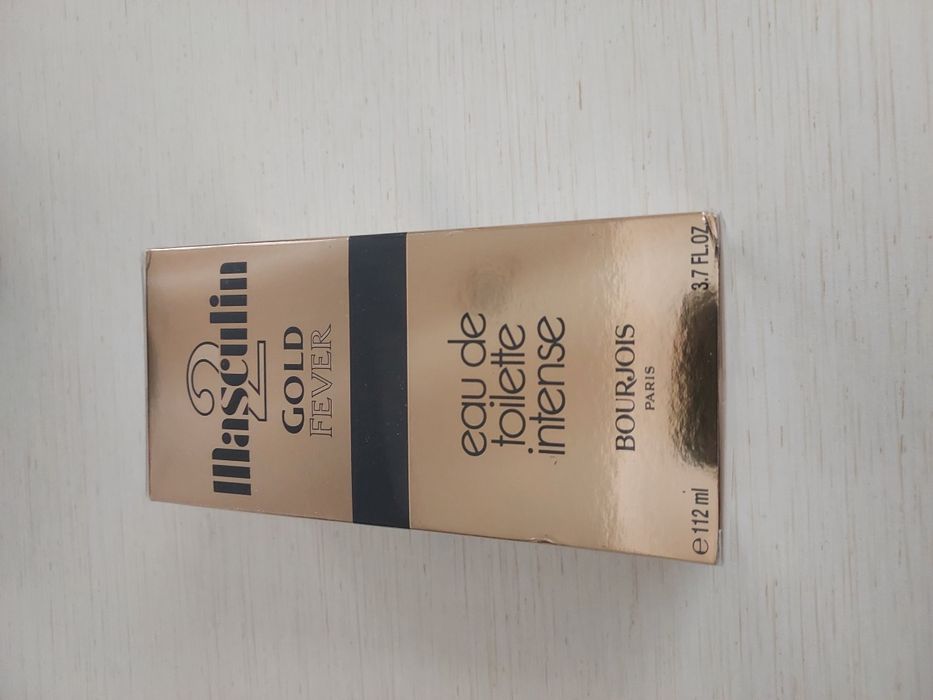 Masculin
2
GOLD
FEVER
eau de
toilette
intense
BOURJOIS
PARIS
℮112 ml 3.7 FL.OZ